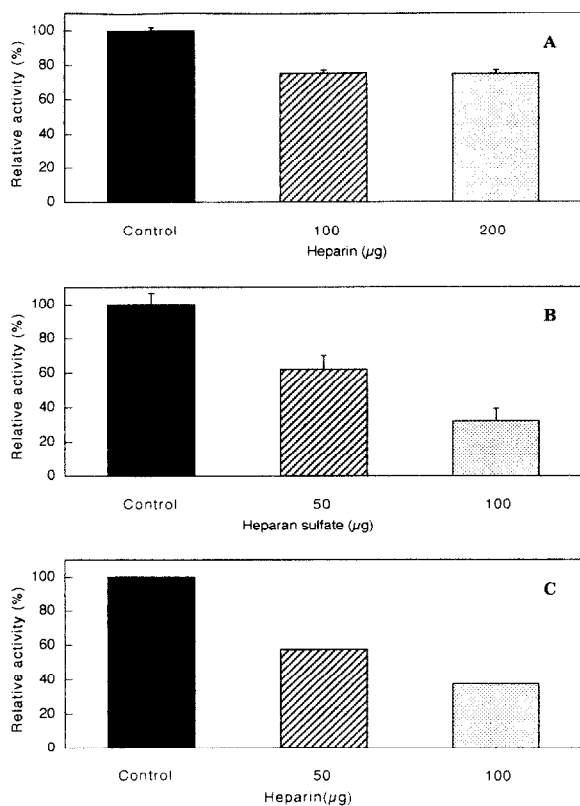 A
Relative activity (%)
100
80
60
40
20
0
Control 100 200
Heparin (µg)
B
Relative activity (%)
100
80
60
40
20
0
Control 50 100
Heparan sulfate (µg)
C
Relative activity (%)
100
80
60
40
20
0
Control 50 100
Heparin(µg)